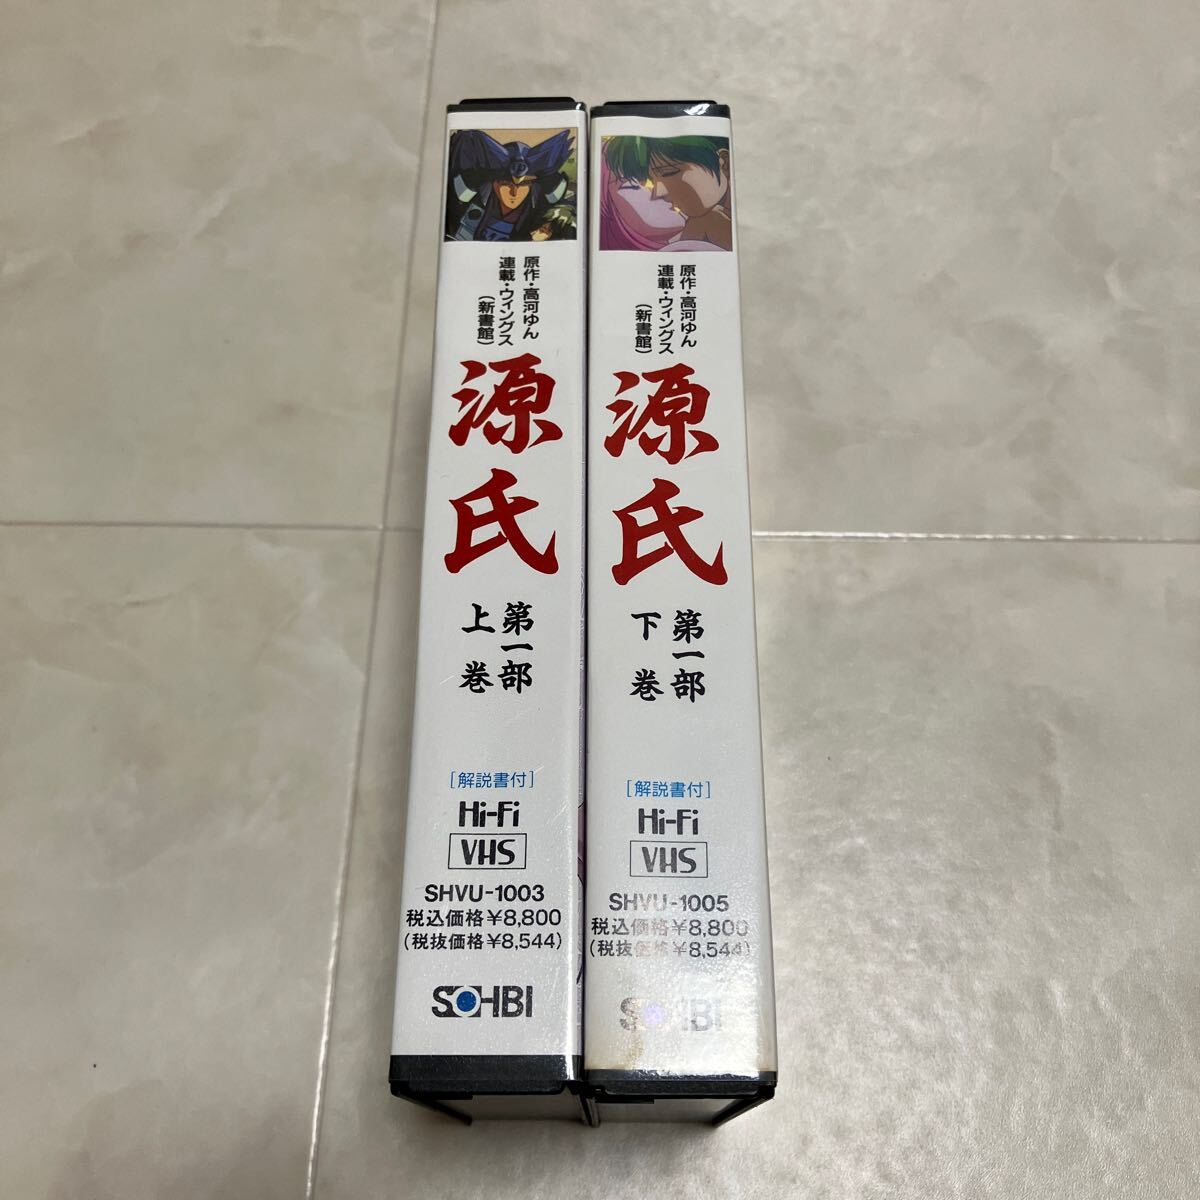 原作・高河ゆん
連載・ウィングス
(新書館)
源氏
第一部
上巻
[解説書付]
Hi-Fi
VHS
SHVU-1003
税込価格¥8,800
(税抜価格¥8,544)
SOHBI
原作・高河ゆん
連載・ウィングス
(新書館)
源氏
第一部
下巻
[解説書付]
Hi-Fi
VHS
SHVU-1005
税込価格¥8,800
(税抜価格¥8,544)
SOHBI